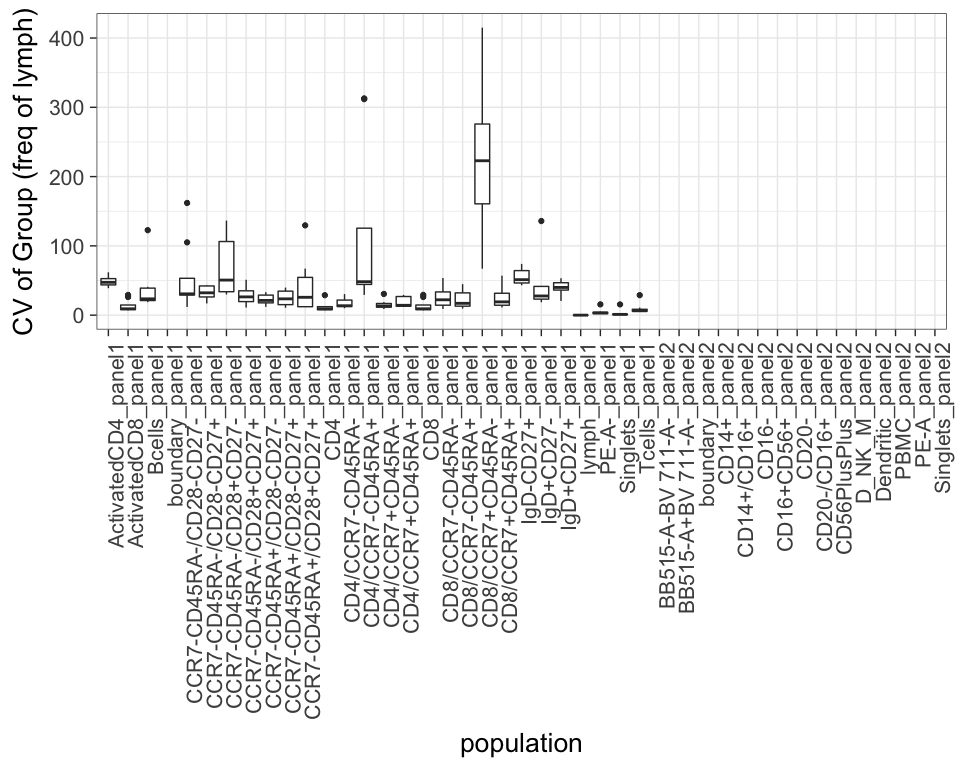 CV of Group (freq of lymph)
400
300
200
100
0
ActivatedCD4_panel1
ActivatedCD8_panel1
Bcells_panel1
boundary_panel1
CCR7-CD45RA-/CD28-CD27-_panel1
CCR7-CD45RA-/CD28-CD27+_panel1
CCR7-CD45RA-/CD28+CD27-_panel1
CCR7-CD45RA-/CD28+CD27+_panel1
CCR7-CD45RA+/CD28-CD27-_panel1
CCR7-CD45RA+/CD28-CD27+_panel1
CCR7-CD45RA+/CD28+CD27+_panel1
CD4_panel1
CD4/CCR7-CD45RA-_panel1
CD4/CCR7-CD45RA+_panel1
CD4/CCR7+CD45RA-_panel1
CD4/CCR7+CD45RA+_panel1
CD8_panel1
CD8/CCR7-CD45RA-_panel1
CD8/CCR7-CD45RA+_panel1
CD8/CCR7+CD45RA-_panel1
CD8/CCR7+CD45RA+_panel1
IgD-CD27+_panel1
IgD+CD27-_panel1
IgD+CD27+_panel1
lymph_panel1
PE-A-_panel1
Singlets_panel1
Tcells_panel1
BB515-A-BV 711-A-_panel2
BB515-A+BV 711-A-_panel2
boundary_panel2
CD14+_panel2
CD14+/CD16+_panel2
CD16-_panel2
CD16+CD56+_panel2
CD20-_panel2
CD20-/CD16+_panel2
CD56PlusPlus_panel2
D_NK_M_panel2
Dendritic_panel2
PBMC_panel2
PE-A_panel2
Singlets_panel2
population